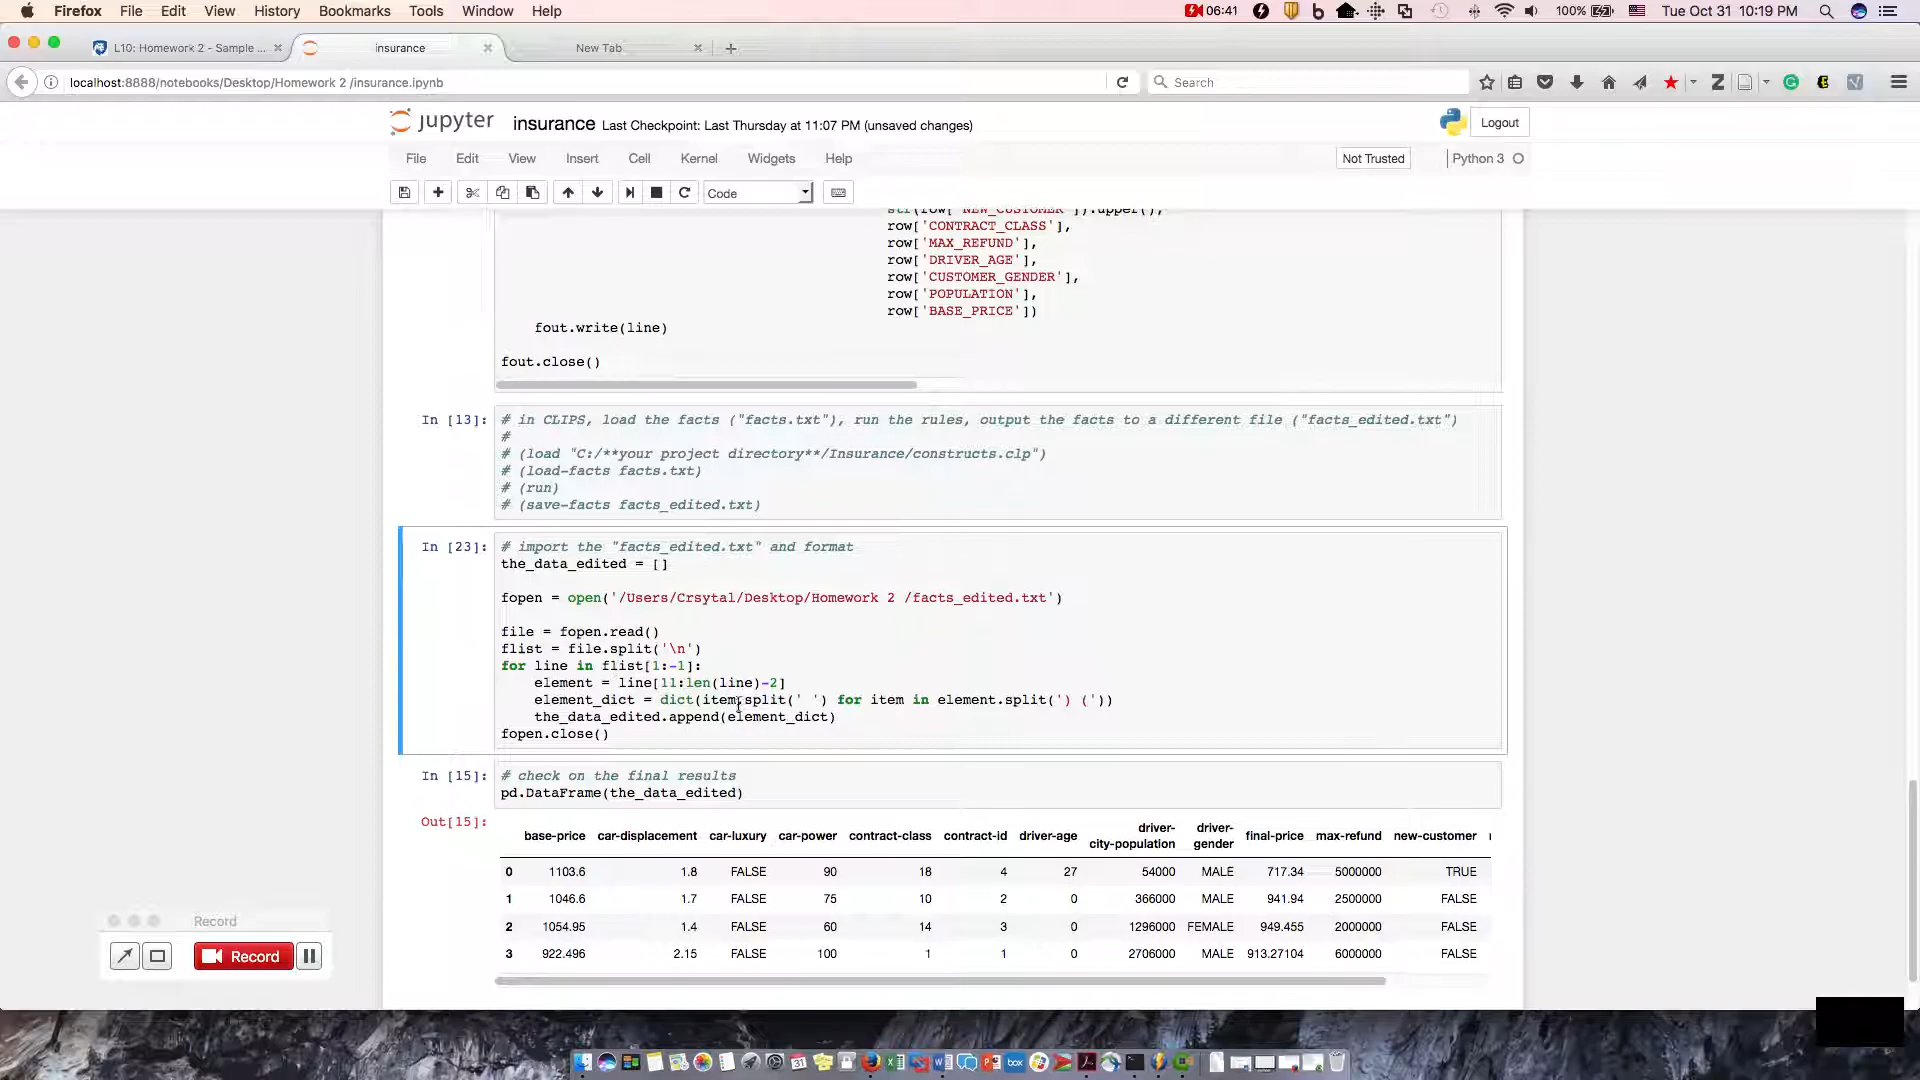 Firefox File Edit View History Bookmarks Tools Window Help 06:41 100% Tue Oct 31 10:19 PM
L10: Homework 2 - Sample ... insurance New Tab
localhost:8888/notebooks/Desktop/Homework 2 /insurance.ipynb Search
jupyter insurance Last Checkpoint: Last Thursday at 11:07 PM (unsaved changes) Logout
File Edit View Insert Cell Kernel Widgets Help Not Trusted Python 3
Code
str(row['NEW_CUSTOMER']).upper(),
row['CONTRACT_CLASS'],
row['MAX_REFUND'],
row['DRIVER_AGE'],
row['CUSTOMER_GENDER'],
row['POPULATION'],
row['BASE_PRICE'])
fout.write(line)
fout.close()
In [13]: # in CLIPS, load the facts ("facts.txt"), run the rules, output the facts to a different file ("facts_edited.txt")
#
# (load "C:/**your project directory**/Insurance/constructs.clp")
# (load-facts facts.txt)
# (run)
# (save-facts facts_edited.txt)
In [23]: # import the "facts_edited.txt" and format
the_data_edited = []
fopen = open('/Users/Crsytal/Desktop/Homework 2 /facts_edited.txt')
file = fopen.read()
flist = file.split('\n')
for line in flist[1:-1]:
element = line[11:len(line)-2]
element_dict = dict(item.split(' ') for item in element.split(') ('))
the_data_edited.append(element_dict)
fopen.close()
In [15]: # check on the final results
pd.DataFrame(the_data_edited)
Out[15]:
base-price car-displacement car-luxury car-power contract-class contract-id driver-age driver-city-population driver-gender final-price max-refund new-customer
0 1103.6 1.8 FALSE 90 18 4 27 54000 MALE 717.34 5000000 TRUE
1 1046.6 1.7 FALSE 75 10 2 0 366000 MALE 941.94 2500000 FALSE
2 1054.95 1.4 FALSE 60 14 3 0 1296000 FEMALE 949.455 2000000 FALSE
3 922.496 2.15 FALSE 100 1 1 0 2706000 MALE 913.27104 6000000 FALSE
Record
Record